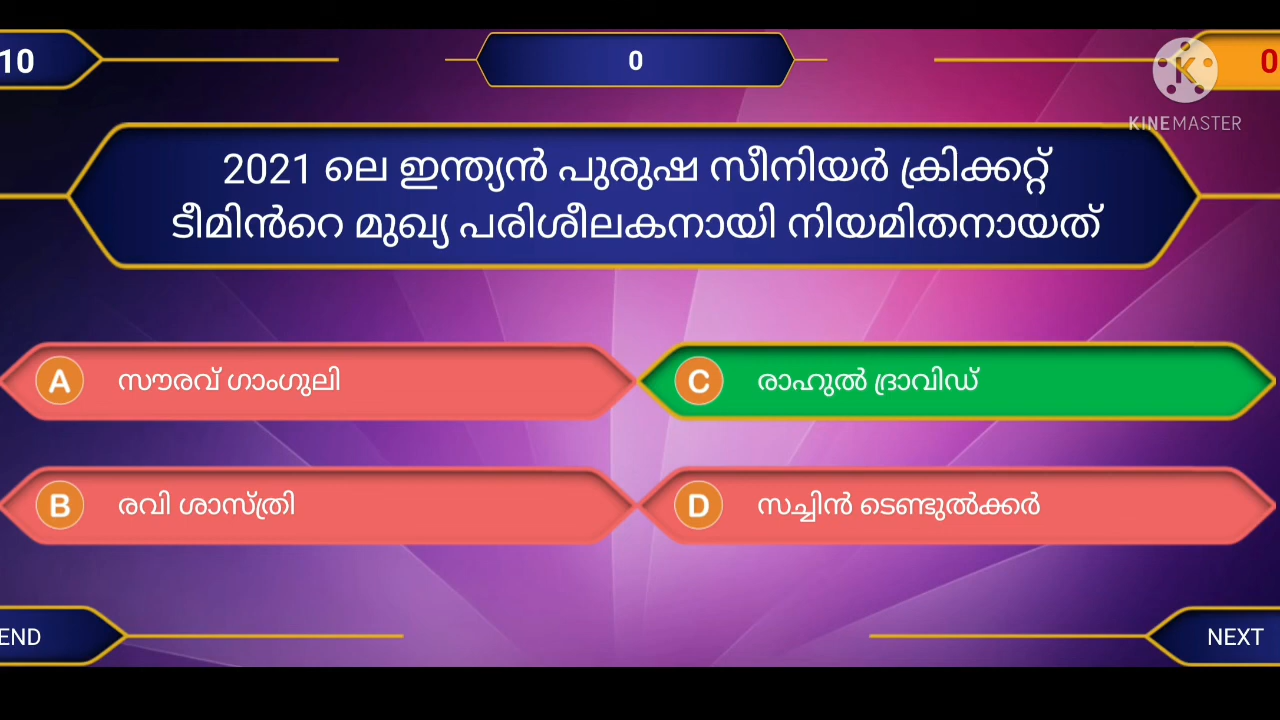 10
0
0
KINEMASTER
2021 ലെ ഇന്ത്യൻ പുരുഷ സീനിയർ ക്രിക്കറ്റ്
ടീമിൻറെ മുഖ്യ പരിശീലകനായി നിയമിതനായത്
A സൗരവ് ഗാംഗുലി
C രാഹുൽ ദ്രാവിഡ്
B രവി ശാസ്ത്രി
D സച്ചിൻ ടെണ്ടുൽക്കർ
END
NEXT